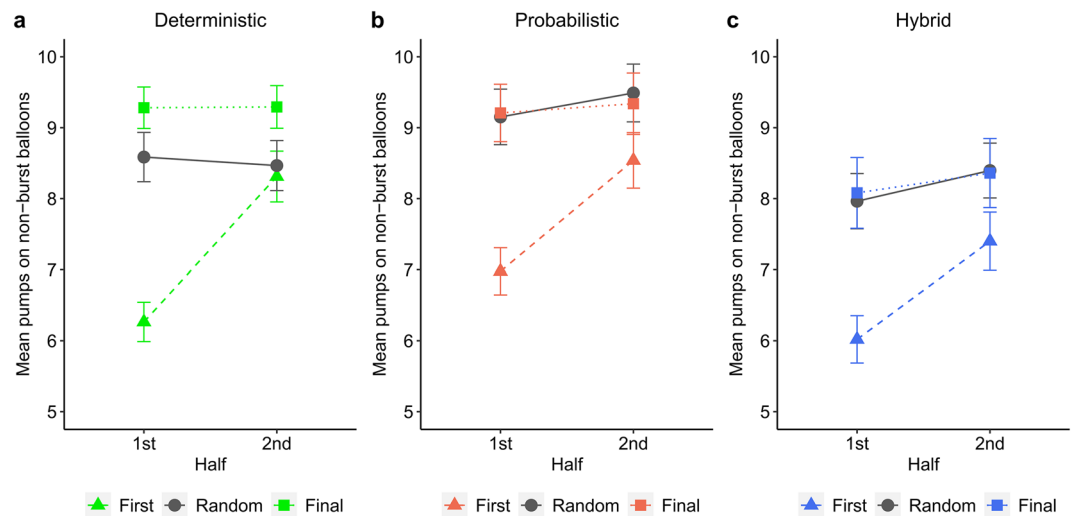 a Deterministic
Mean pumps on non−burst balloons
10
9
8
7
6
5
1st 2nd
Half
First Random Final
b Probabilistic
Mean pumps on non−burst balloons
10
9
8
7
6
5
1st 2nd
Half
First Random Final
c Hybrid
Mean pumps on non−burst balloons
10
9
8
7
6
5
1st 2nd
Half
First Random Final